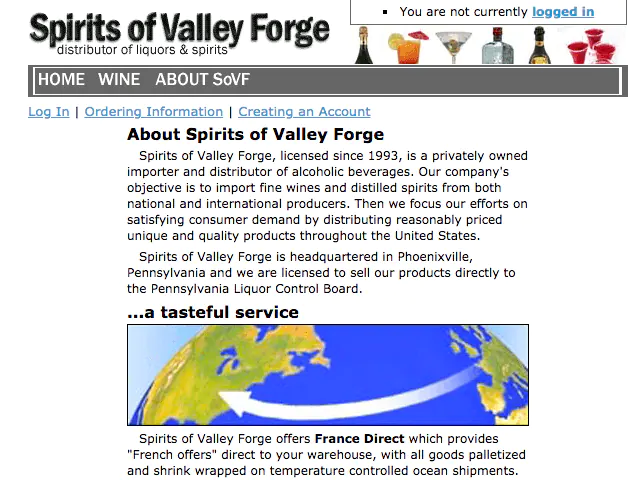 You are not currently logged in
Spirits of Valley Forge
distributor of liquors & spirits
HOME WINE ABOUT SoVF
Log In | Ordering Information | Creating an Account
About Spirits of Valley Forge
Spirits of Valley Forge, licensed since 1993, is a privately owned
importer and distributor of alcoholic beverages. Our company's
objective is to import fine wines and distilled spirits from both
national and international producers. Then we focus our efforts on
satisfying consumer demand by distributing reasonably priced
unique and quality products throughout the United States.
Spirits of Valley Forge is headquartered in Phoenixville,
Pennsylvania and we are licensed to sell our products directly to
the Pennsylvania Liquor Control Board.
...a tasteful service
Spirits of Valley Forge offers France Direct which provides
"French offers" direct to your warehouse, with all goods palletized
and shrink wrapped on temperature controlled ocean shipments.